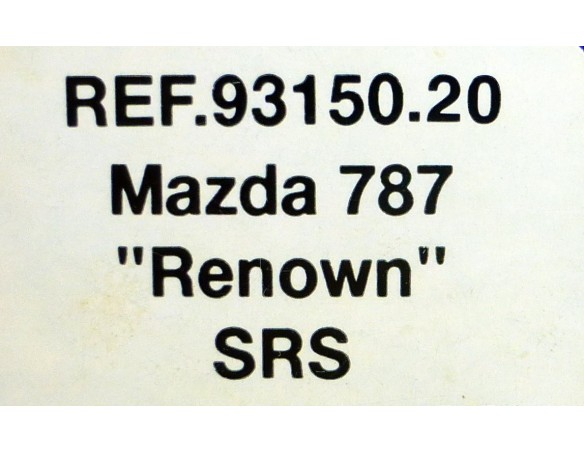 REF.93150.20
Mazda 787
"Renown"
SRS